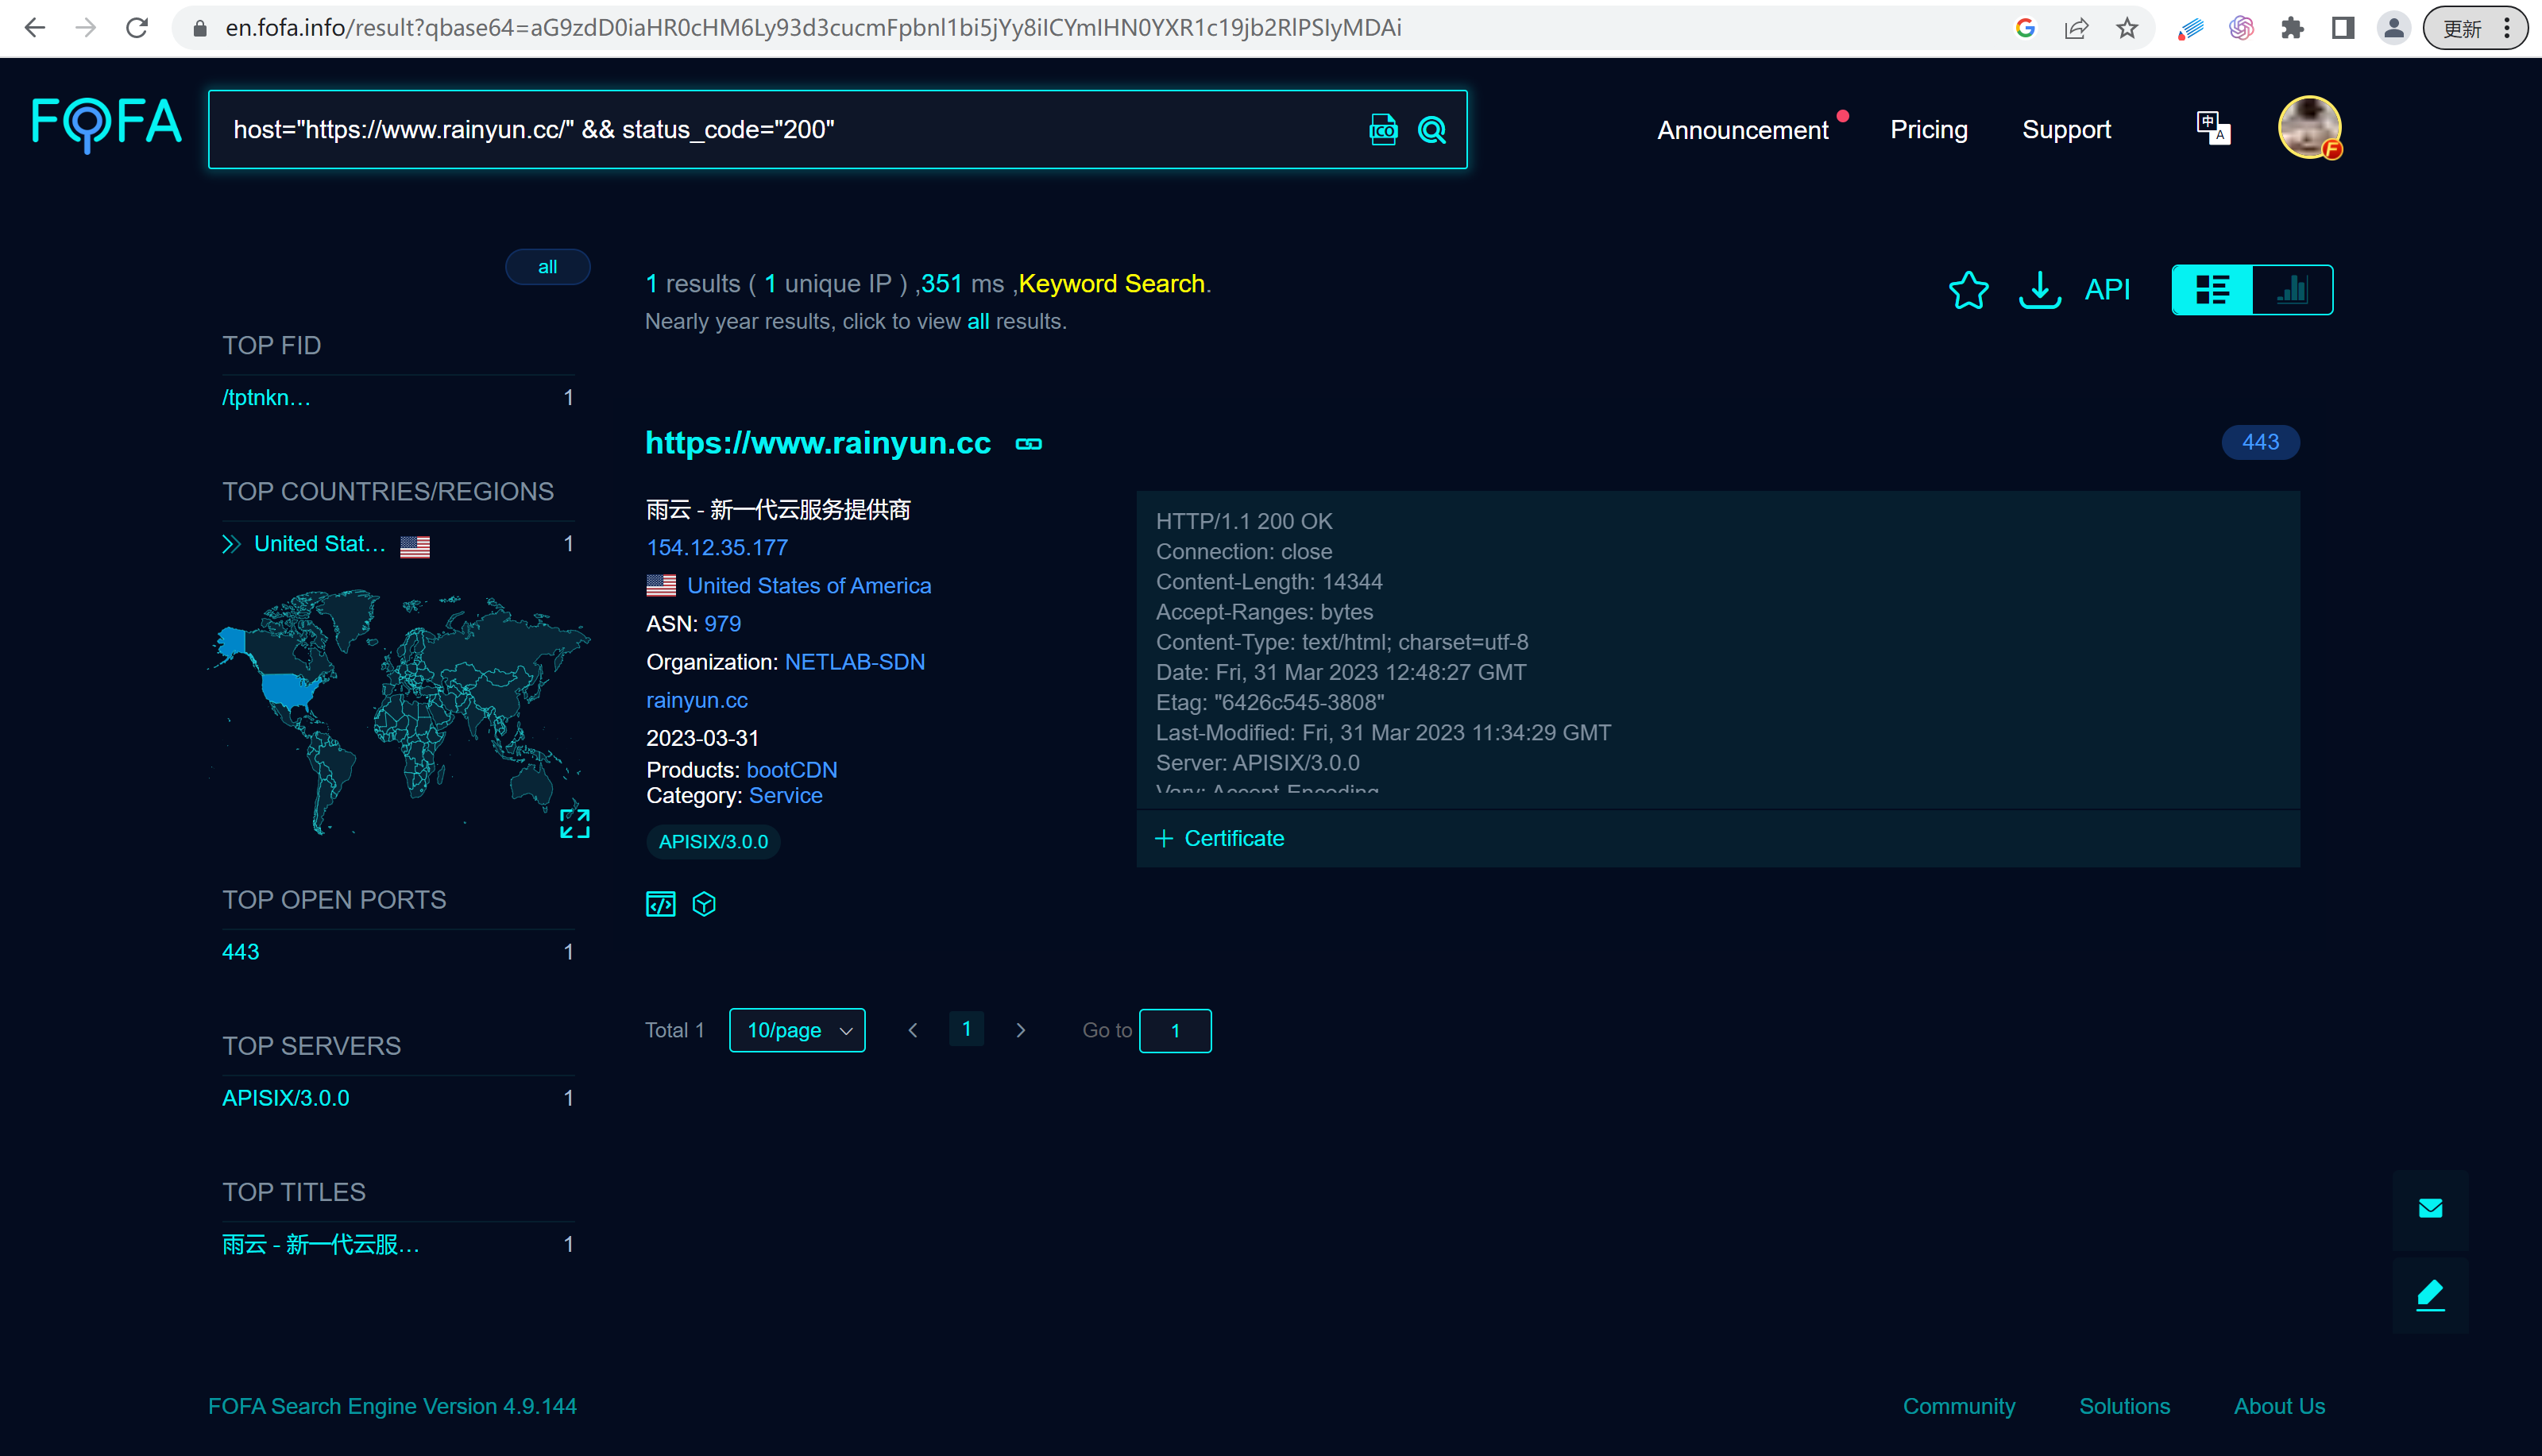 en.fofa.info/result?qbase64=aG9zdD0iaHR0cHM6Ly93d3cucmFpbnl1bi5jYy8iICYmIHN0YXR1c19jb2RlPSIyMDAi
更新
FOFA
host="https://www.rainyun.cc/" && status_code="200"
ICO
Announcement
Pricing
Support
中 A
F
all
1 results ( 1 unique IP ) ,351 ms ,Keyword Search.
Nearly year results, click to view all results.
API
TOP FID
/tptnkn… 1
TOP COUNTRIES/REGIONS
United Stat… 1
TOP OPEN PORTS
443 1
TOP SERVERS
APISIX/3.0.0 1
TOP TITLES
雨云 - 新一代云服… 1
https://www.rainyun.cc
443
雨云 - 新一代云服务提供商
154.12.35.177
United States of America
ASN: 979
Organization: NETLAB-SDN
rainyun.cc
2023-03-31
Products: bootCDN
Category: Service
APISIX/3.0.0
HTTP/1.1 200 OK
Connection: close
Content-Length: 14344
Accept-Ranges: bytes
Content-Type: text/html; charset=utf-8
Date: Fri, 31 Mar 2023 12:48:27 GMT
Etag: "6426c545-3808"
Last-Modified: Fri, 31 Mar 2023 11:34:29 GMT
Server: APISIX/3.0.0
Vary: Accept-Encoding
+ Certificate
Total 1
10/page
1
Go to 1
FOFA Search Engine Version 4.9.144
Community
Solutions
About Us